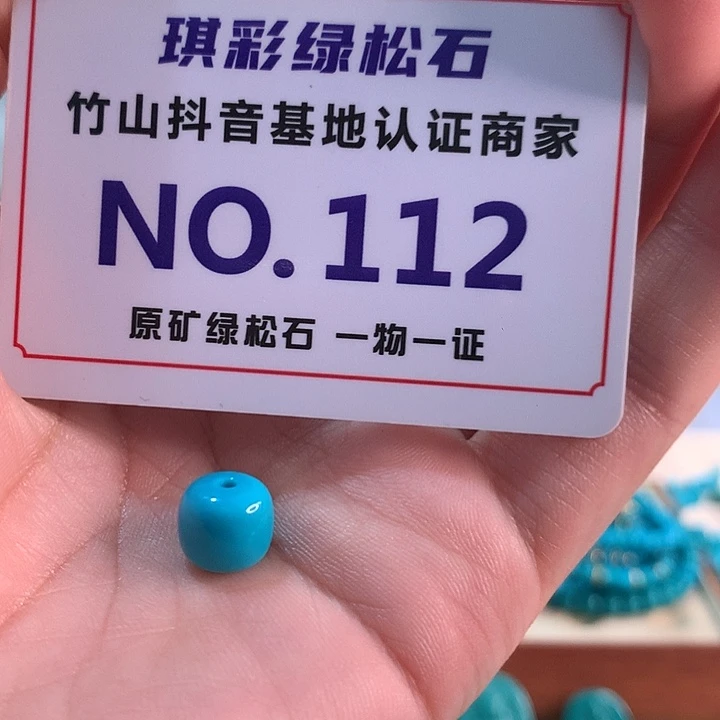 琪彩绿松石
竹山抖音基地认证商家
NO.112
原矿绿松石 一物一证